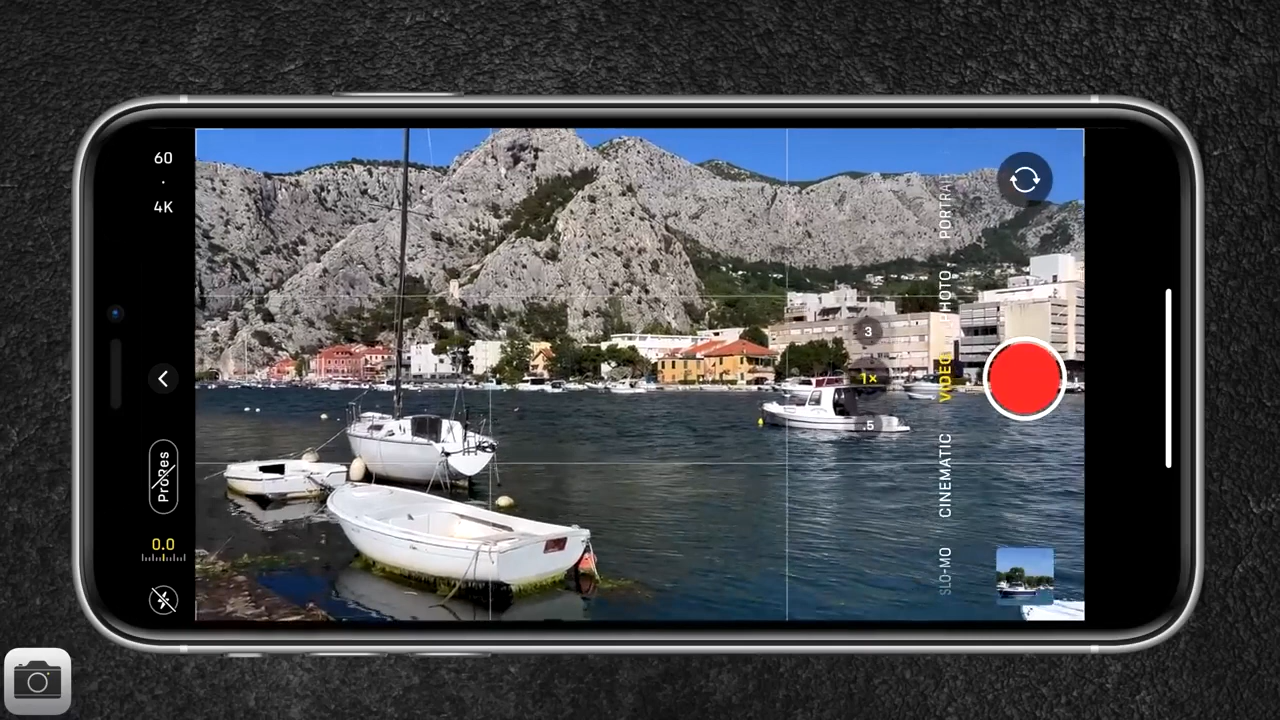 60
·
4K
ProRes
0.0
3
1×
.5
PORTRAIT
PHOTO
VIDEO
CINEMATIC
SLO-MO